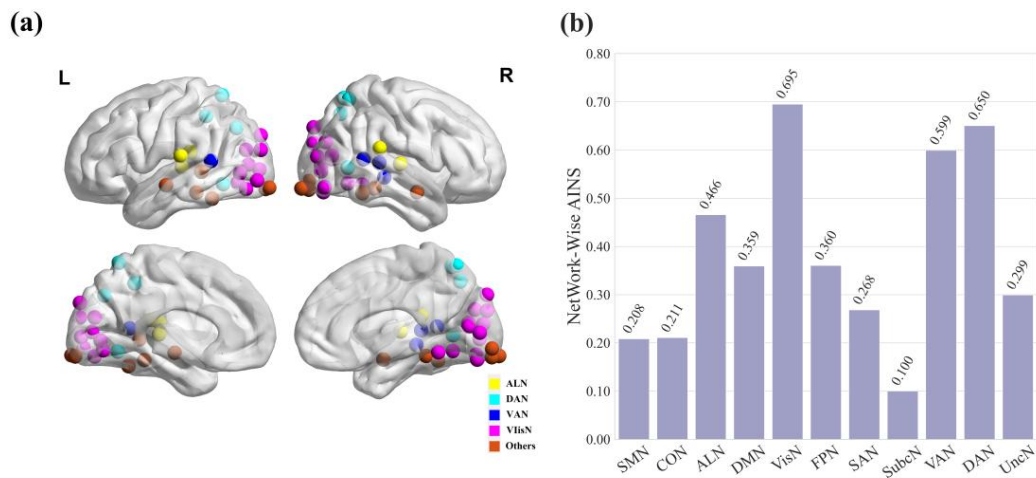 (a)
(b)
L
R
ALN
DAN
VAN
VIisN
Others
NetWork-Wise AINS
0.80
0.70
0.60
0.50
0.40
0.30
0.20
0.10
0.00
0.208
0.211
0.466
0.359
0.695
0.360
0.268
0.100
0.599
0.650
0.299
SMN
CON
ALN
DMN
VisN
FPN
SAN
SubcN
VAN
DAN
UncN